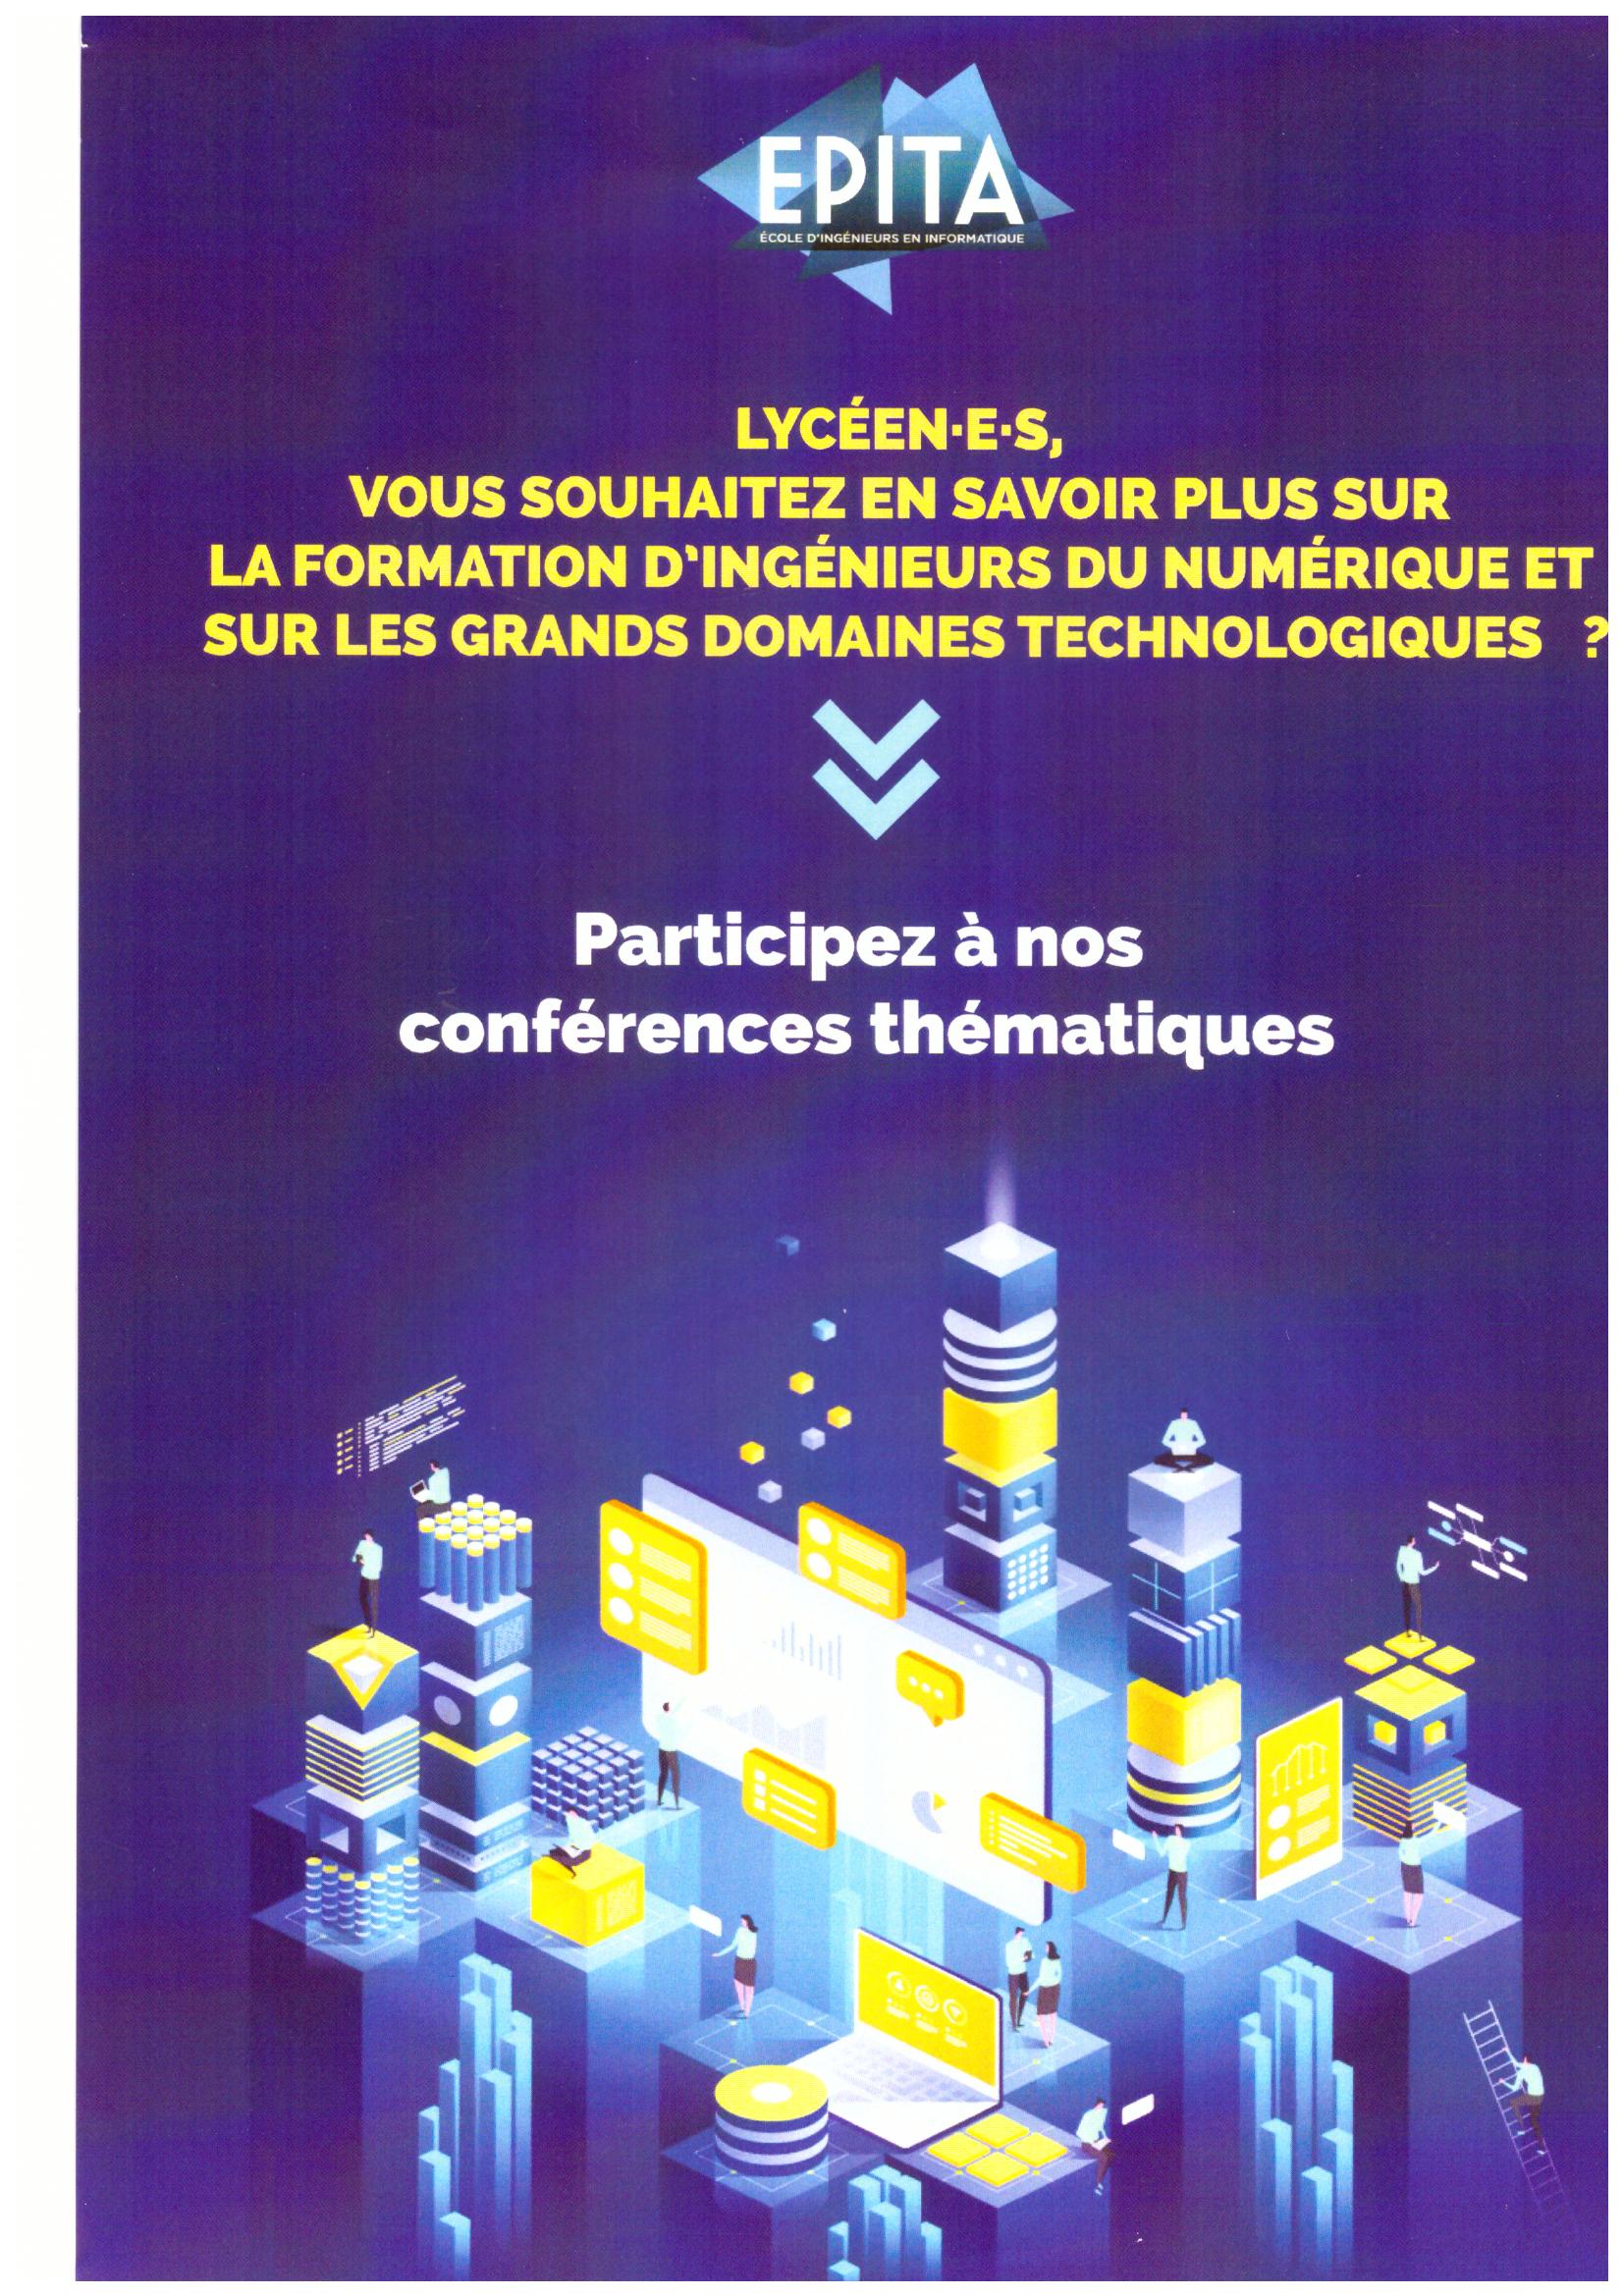 EPITA
ÉCOLE D'INGÉNIEURS EN INFORMATIQUE
LYCÉEN·E·S,
VOUS SOUHAITEZ EN SAVOIR PLUS SUR
LA FORMATION D'INGÉNIEURS DU NUMÉRIQUE ET
SUR LES GRANDS DOMAINES TECHNOLOGIQUES ?
Participez à nos
conférences thématiques